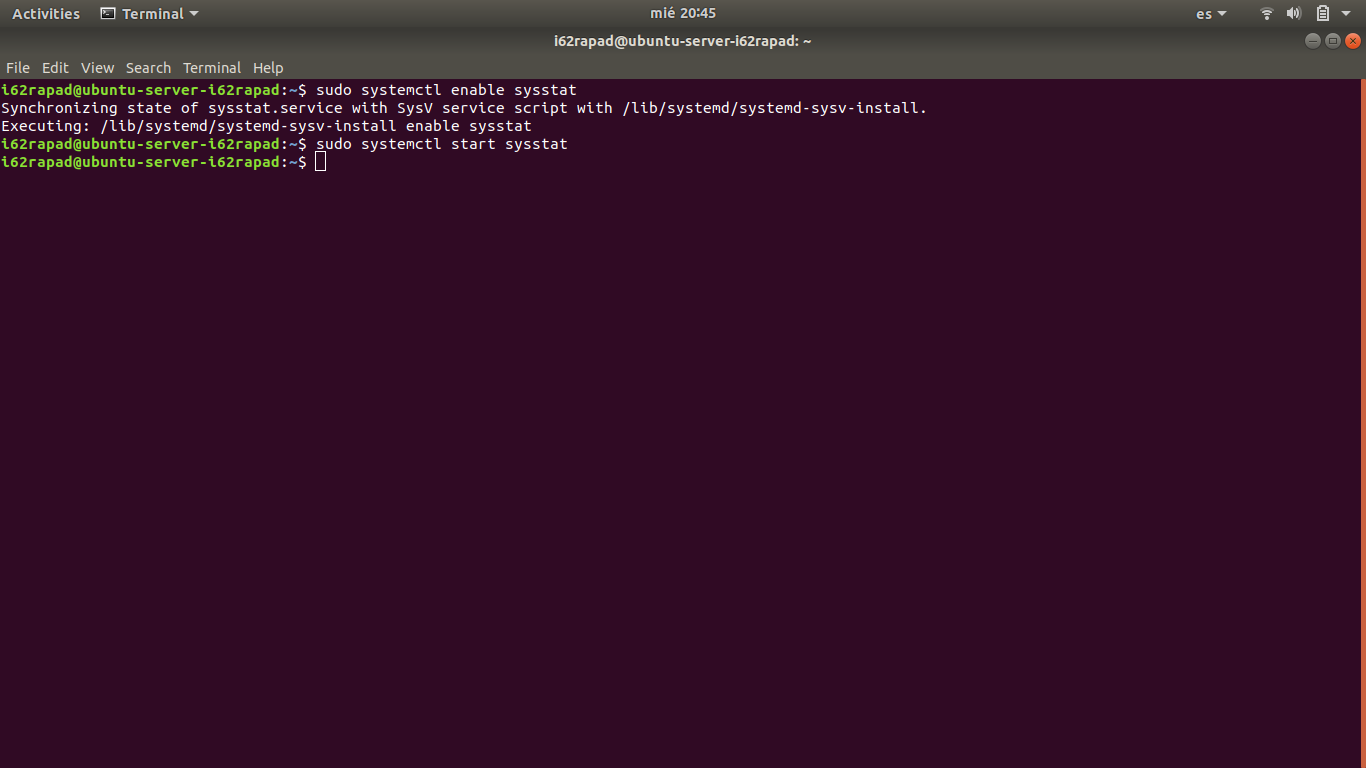 Activities Terminal mié 20:45 es
i62rapad@ubuntu-server-i62rapad: ~
File Edit View Search Terminal Help
i62rapad@ubuntu-server-i62rapad:~$ sudo systemctl enable sysstat
Synchronizing state of sysstat.service with SysV service script with /lib/systemd/systemd-sysv-install.
Executing: /lib/systemd/systemd-sysv-install enable sysstat
i62rapad@ubuntu-server-i62rapad:~$ sudo systemctl start sysstat
i62rapad@ubuntu-server-i62rapad:~$